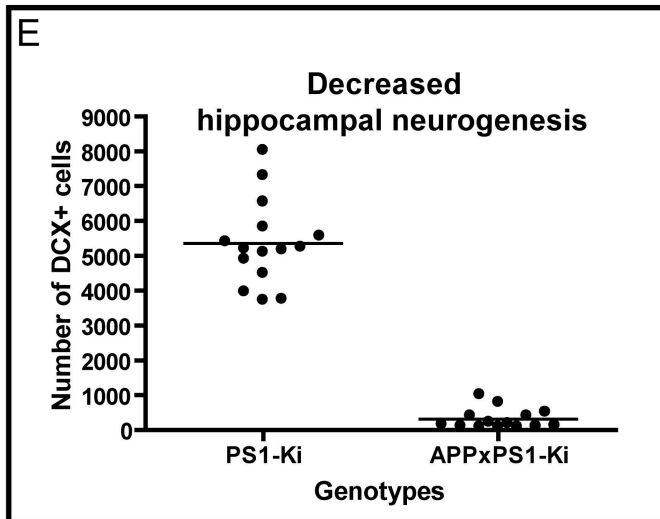 E
Decreased
hippocampal neurogenesis
Number of DCX+ cells
9000
8000
7000
6000
5000
4000
3000
2000
1000
0
PS1-Ki
APPxPS1-Ki
Genotypes